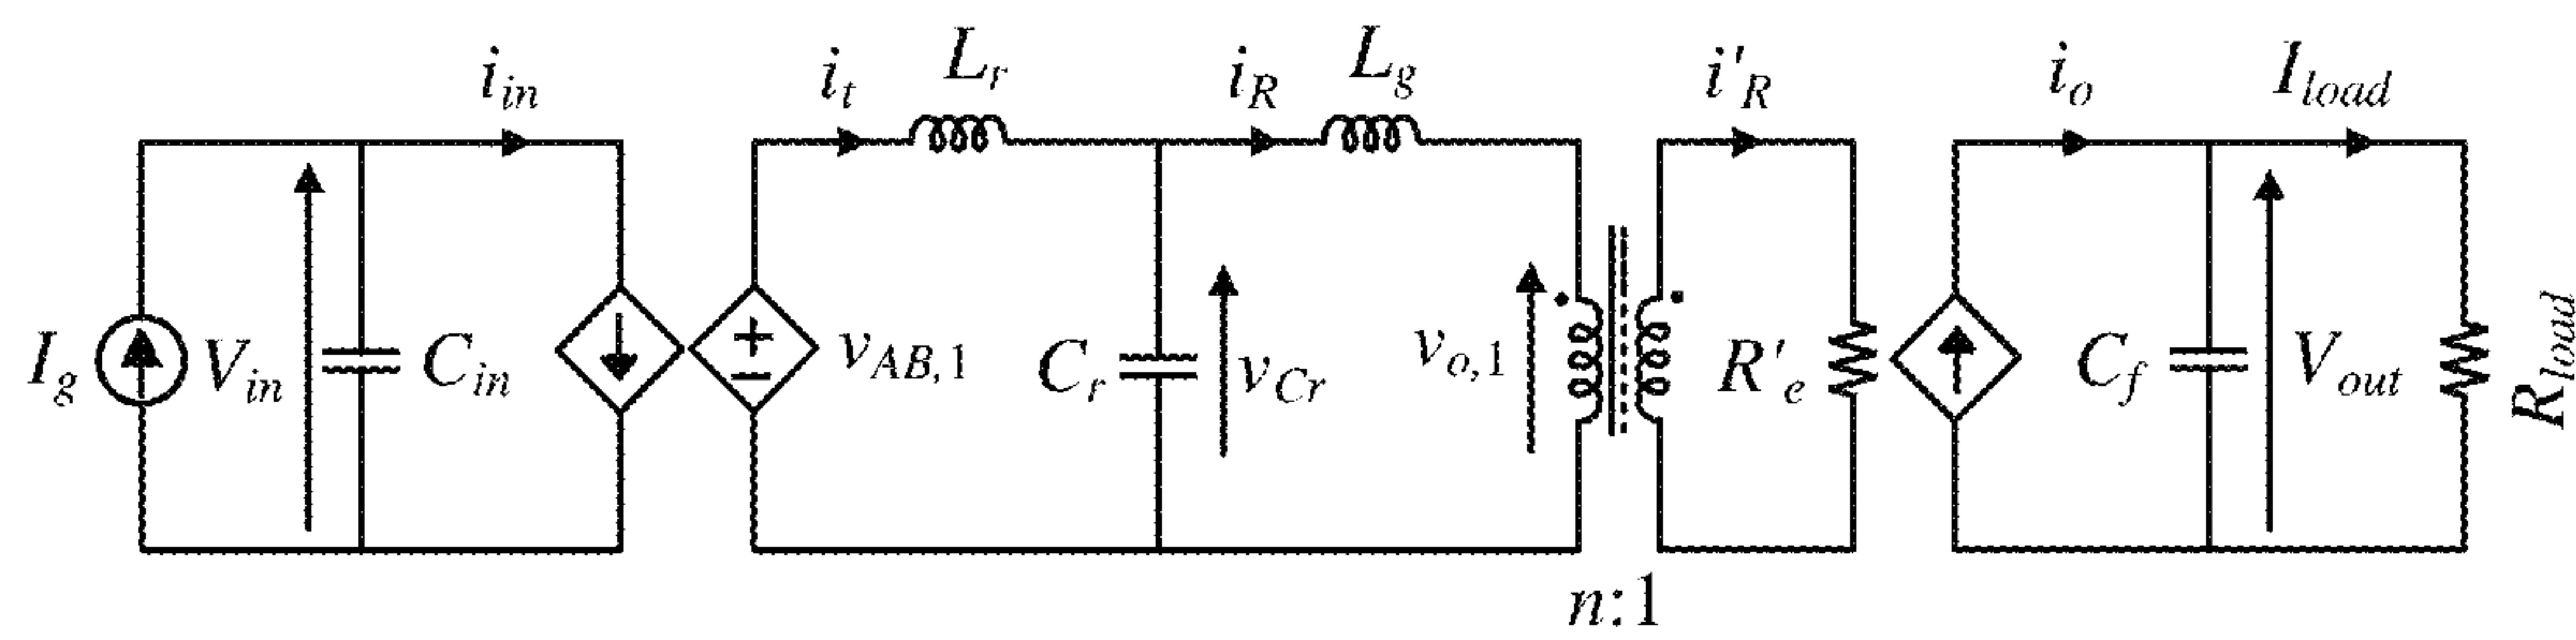 i_in
i_t
L_r
i_R
L_g
i'_R
i_o
I_load
I_g
V_in
C_in
+
−
v_AB,1
C_r
v_Cr
v_o,1
R'_e
C_f
V_out
R_load
n:1